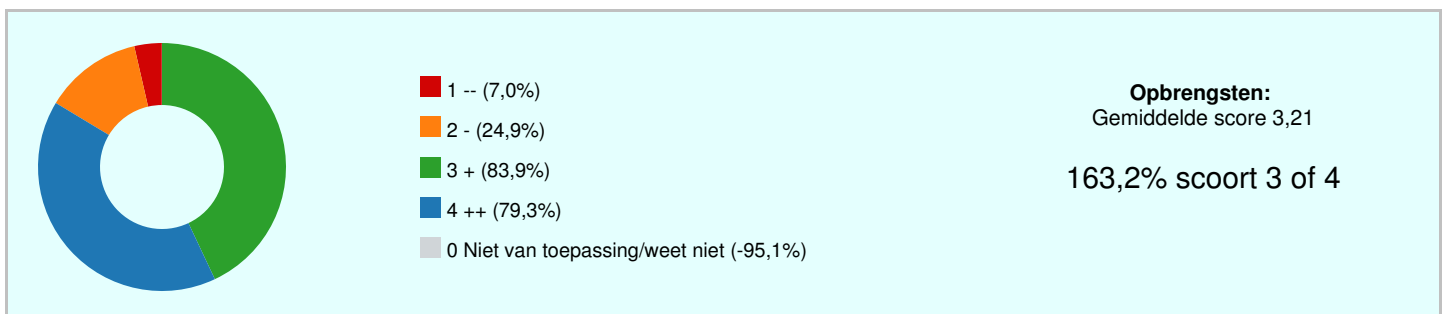 1 -- (7,0%)
2 - (24,9%)
3 + (83,9%)
4 ++ (79,3%)
0 Niet van toepassing/weet niet (-95,1%)
Opbrengsten:
Gemiddelde score 3,21
163,2% scoort 3 of 4